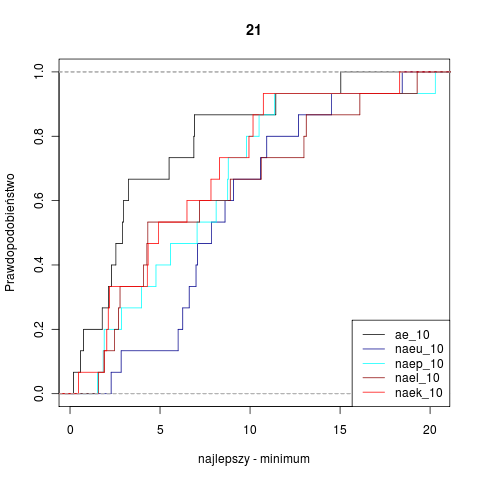 21
Prawdopodobieństwo
1.0
0.8
0.6
0.4
0.2
0.0
0 5 10 15 20
najlepszy - minimum
ae_10
naeu_10
naep_10
nael_10
naek_10